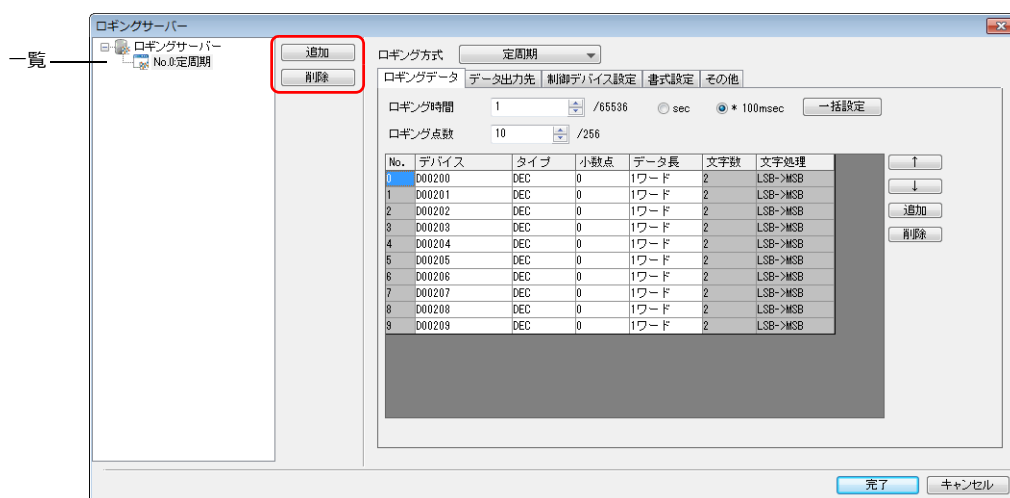 ロギングサーバー
一覧
ロギングサーバー
No.0:定周期
追加
削除
ロギング方式 定周期
ロギングデータ データ出力先 制御デバイス設定 書式設定 その他
ロギング時間 1 /65536 sec * 100msec 一括設定
ロギング点数 10 /256
No. デバイス タイプ 小数点 データ長 文字数 文字処理
0 D00200 DEC 0 1ワード 2 LSB->MSB
1 D00201 DEC 0 1ワード 2 LSB->MSB
2 D00202 DEC 0 1ワード 2 LSB->MSB
3 D00203 DEC 0 1ワード 2 LSB->MSB
4 D00204 DEC 0 1ワード 2 LSB->MSB
5 D00205 DEC 0 1ワード 2 LSB->MSB
6 D00206 DEC 0 1ワード 2 LSB->MSB
7 D00207 DEC 0 1ワード 2 LSB->MSB
8 D00208 DEC 0 1ワード 2 LSB->MSB
9 D00209 DEC 0 1ワード 2 LSB->MSB
↑
↓
追加
削除
完了 キャンセル